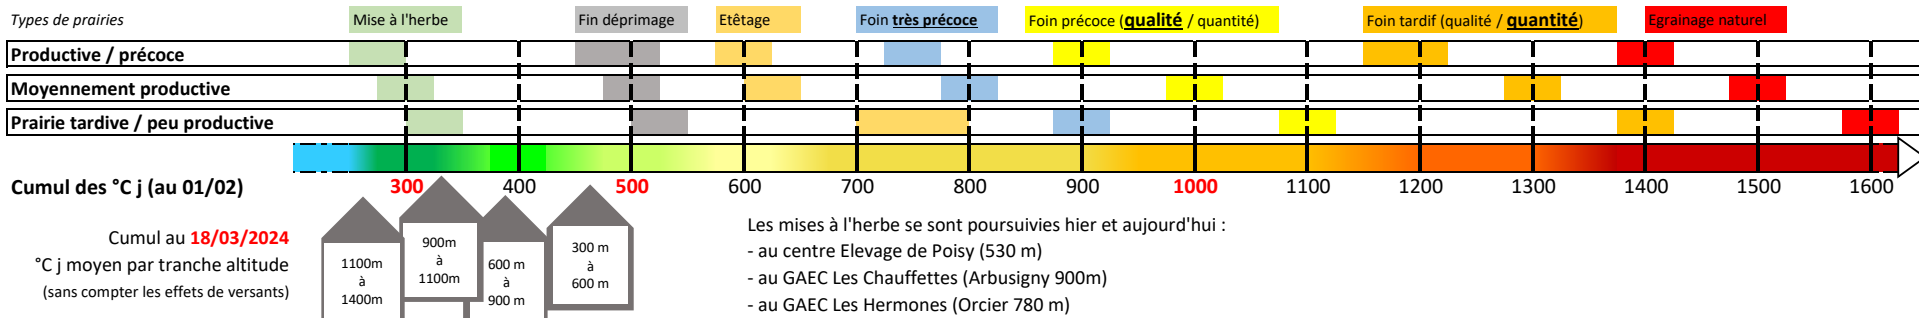 Types de prairies
Mise à l'herbe
Fin déprimage
Etêtage
Foin très précoce
Foin précoce (qualité / quantité)
Foin tardif (qualité / quantité)
Egrainage naturel
Productive / précoce
Moyennement productive
Prairie tardive / peu productive
Cumul des °C j (au 01/02)
300 400 500 600 700 800 900 1000 1100 1200 1300 1400 1500 1600
Cumul au 18/03/2024
°C j moyen par tranche altitude
(sans compter les effets de versants)
1100m
à
1400m
900m
à
1100m
600 m
à
900 m
300 m
à
600 m
Les mises à l'herbe se sont poursuivies hier et aujourd'hui :
- au centre Elevage de Poisy (530 m)
- au GAEC Les Chauffettes (Arbusigny 900m)
- au GAEC Les Hermones (Orcier 780 m)